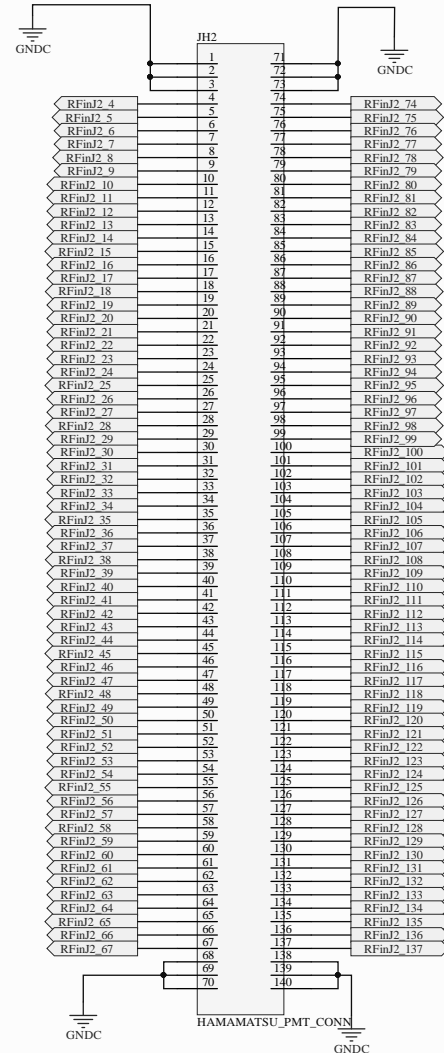 GNDC
GNDC
JH2
1 71
2 72
3 73
RFinJ2_4 4 74 RFinJ2_74
RFinJ2_5 5 75 RFinJ2_75
RFinJ2_6 6 76 RFinJ2_76
RFinJ2_7 7 77 RFinJ2_77
RFinJ2_8 8 78 RFinJ2_78
RFinJ2_9 9 79 RFinJ2_79
RFinJ2_10 10 80 RFinJ2_80
RFinJ2_11 11 81 RFinJ2_81
RFinJ2_12 12 82 RFinJ2_82
RFinJ2_13 13 83 RFinJ2_83
RFinJ2_14 14 84 RFinJ2_84
RFinJ2_15 15 85 RFinJ2_85
RFinJ2_16 16 86 RFinJ2_86
RFinJ2_17 17 87 RFinJ2_87
RFinJ2_18 18 88 RFinJ2_88
RFinJ2_19 19 89 RFinJ2_89
RFinJ2_20 20 90 RFinJ2_90
RFinJ2_21 21 91 RFinJ2_91
RFinJ2_22 22 92 RFinJ2_92
RFinJ2_23 23 93 RFinJ2_93
RFinJ2_24 24 94 RFinJ2_94
RFinJ2_25 25 95 RFinJ2_95
RFinJ2_26 26 96 RFinJ2_96
RFinJ2_27 27 97 RFinJ2_97
RFinJ2_28 28 98 RFinJ2_98
RFinJ2_29 29 99 RFinJ2_99
RFinJ2_30 30 100 RFinJ2_100
RFinJ2_31 31 101 RFinJ2_101
RFinJ2_32 32 102 RFinJ2_102
RFinJ2_33 33 103 RFinJ2_103
RFinJ2_34 34 104 RFinJ2_104
RFinJ2_35 35 105 RFinJ2_105
RFinJ2_36 36 106 RFinJ2_106
RFinJ2_37 37 107 RFinJ2_107
RFinJ2_38 38 108 RFinJ2_108
RFinJ2_39 39 109 RFinJ2_109
RFinJ2_40 40 110 RFinJ2_110
RFinJ2_41 41 111 RFinJ2_111
RFinJ2_42 42 112 RFinJ2_112
RFinJ2_43 43 113 RFinJ2_113
RFinJ2_44 44 114 RFinJ2_114
RFinJ2_45 45 115 RFinJ2_115
RFinJ2_46 46 116 RFinJ2_116
RFinJ2_47 47 117 RFinJ2_117
RFinJ2_48 48 118 RFinJ2_118
RFinJ2_49 49 119 RFinJ2_119
RFinJ2_50 50 120 RFinJ2_120
RFinJ2_51 51 121 RFinJ2_121
RFinJ2_52 52 122 RFinJ2_122
RFinJ2_53 53 123 RFinJ2_123
RFinJ2_54 54 124 RFinJ2_124
RFinJ2_55 55 125 RFinJ2_125
RFinJ2_56 56 126 RFinJ2_126
RFinJ2_57 57 127 RFinJ2_127
RFinJ2_58 58 128 RFinJ2_128
RFinJ2_59 59 129 RFinJ2_129
RFinJ2_60 60 130 RFinJ2_130
RFinJ2_61 61 131 RFinJ2_131
RFinJ2_62 62 132 RFinJ2_132
RFinJ2_63 63 133 RFinJ2_133
RFinJ2_64 64 134 RFinJ2_134
RFinJ2_65 65 135 RFinJ2_135
RFinJ2_66 66 136 RFinJ2_136
RFinJ2_67 67 137 RFinJ2_137
68 138
69 139
70 140
HAMAMATSU_PMT_CONN
GNDC
GNDC